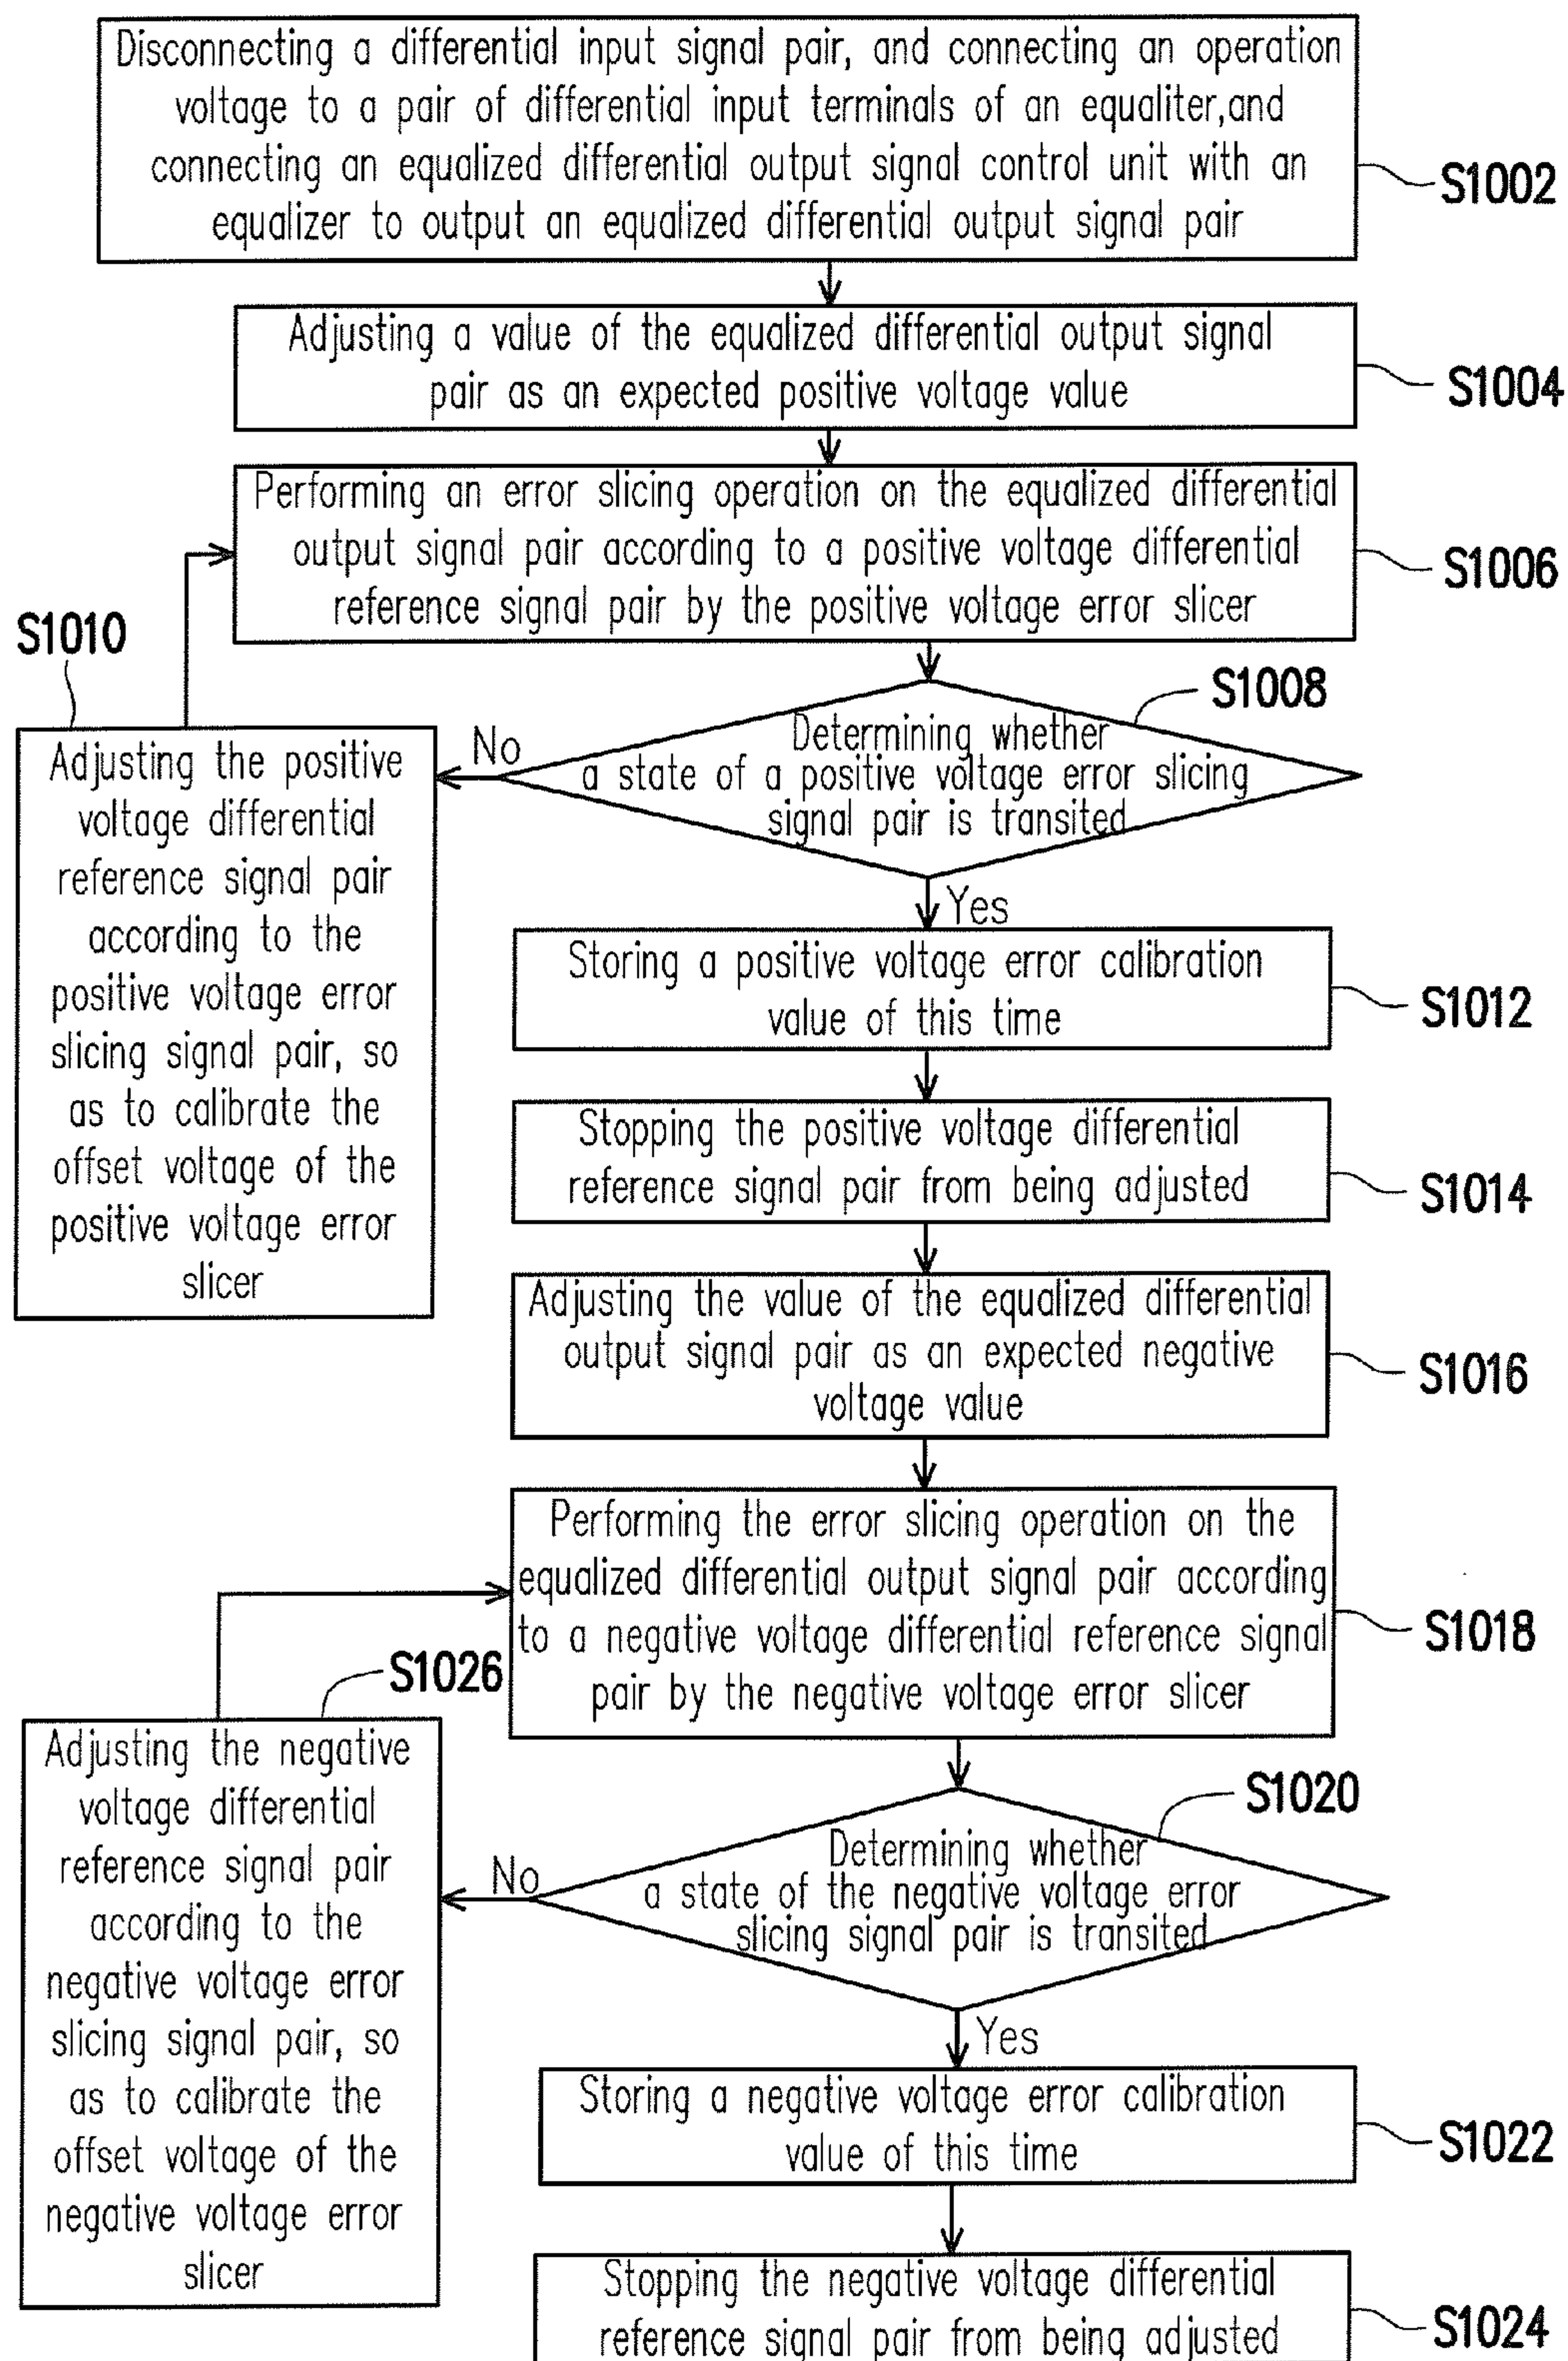 Disconnecting a differential input signal pair, and connecting an operation
voltage to a pair of differential input terminals of an equaliter,and
connecting an equalized differential output signal control unit with an
equalizer to output an equalized differential output signal pair
S1002
Adjusting a value of the equalized differential output signal
pair as an expected positive voltage value
S1004
Performing an error slicing operation on the equalized differential
output signal pair according to a positive voltage differential
reference signal pair by the positive voltage error slicer
S1006
S1010
Adjusting the positive
voltage differential
reference signal pair
according to the
positive voltage error
slicing signal pair, so
as to calibrate the
offset voltage of the
positive voltage error
slicer
No
S1008
Determining whether
a state of a positive voltage error slicing
signal pair is transited
Yes
Storing a positive voltage error calibration
value of this time
S1012
Stopping the positive voltage differential
reference signal pair from being adjusted
S1014
Adjusting the value of the equalized differential
output signal pair as an expected negative
voltage value
S1016
Performing the error slicing operation on the
equalized differential output signal pair according
to a negative voltage differential reference signal
pair by the negative voltage error slicer
S1018
S1026
Adjusting the negative
voltage differential
reference signal pair
according to the
negative voltage error
slicing signal pair, so
as to calibrate the
offset voltage of the
negative voltage error
slicer
No
S1020
Determining whether
a state of the negative voltage error
slicing signal pair is transited
Yes
Storing a negative voltage error calibration
value of this time
S1022
Stopping the negative voltage differential
reference signal pair from being adjusted
S1024